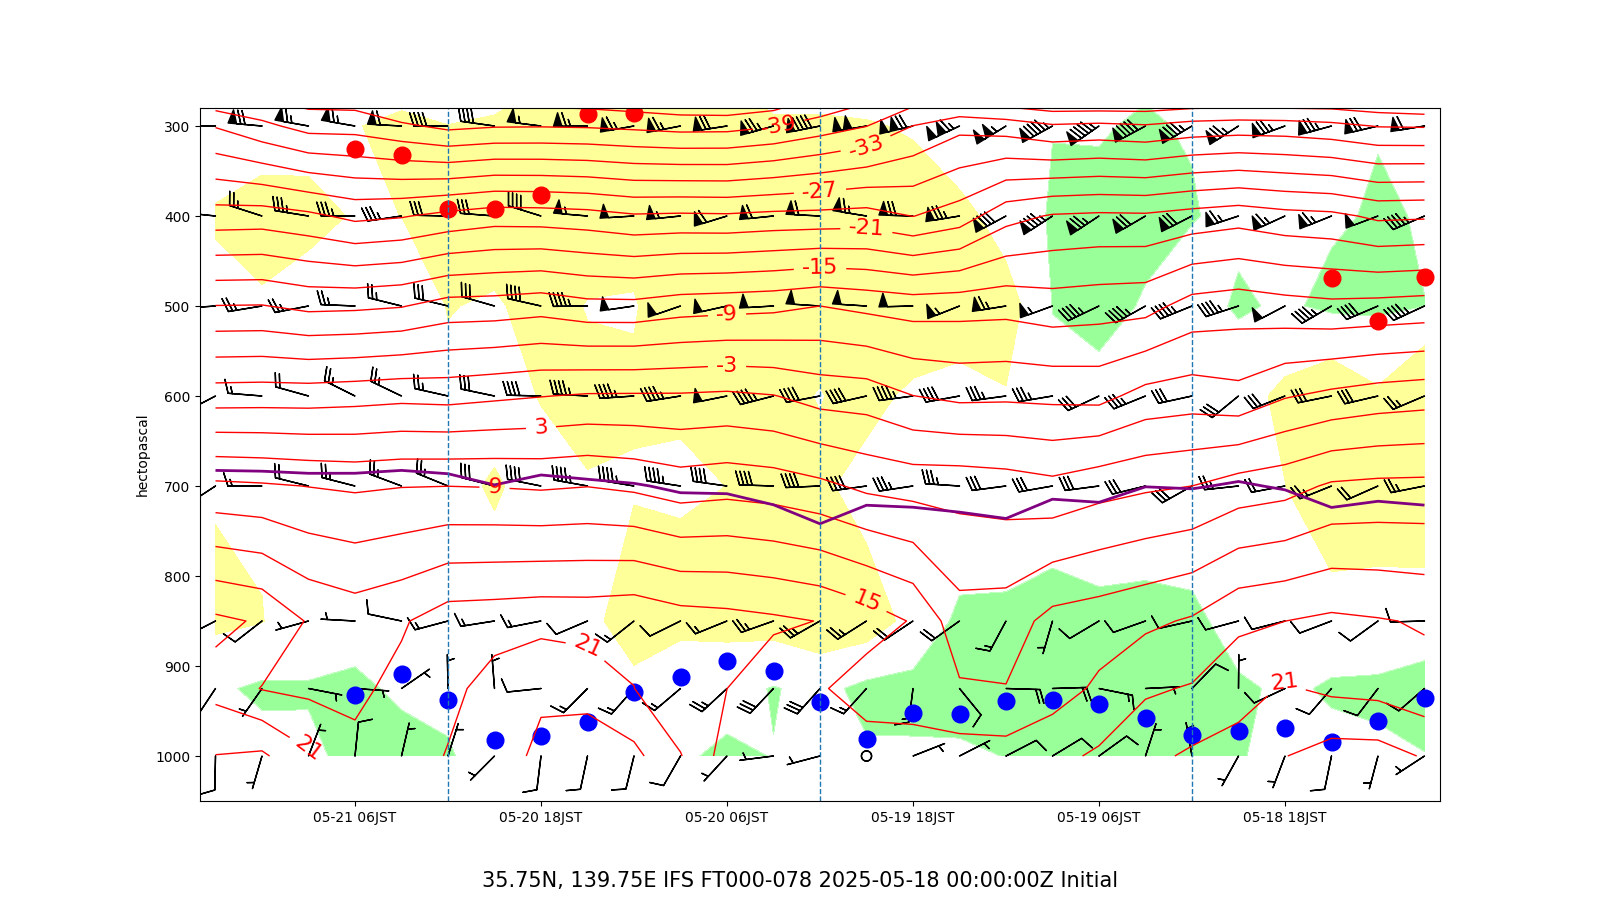 300
400
500
600
700
800
900
1000
hectopascal
-39
-33
-27
-21
-15
-9
-3
3
9
15
21
21
21
05-21 06JST
05-20 18JST
05-20 06JST
05-19 18JST
05-19 06JST
05-18 18JST
35.75N, 139.75E IFS FT000-078 2025-05-18 00:00:00Z Initial